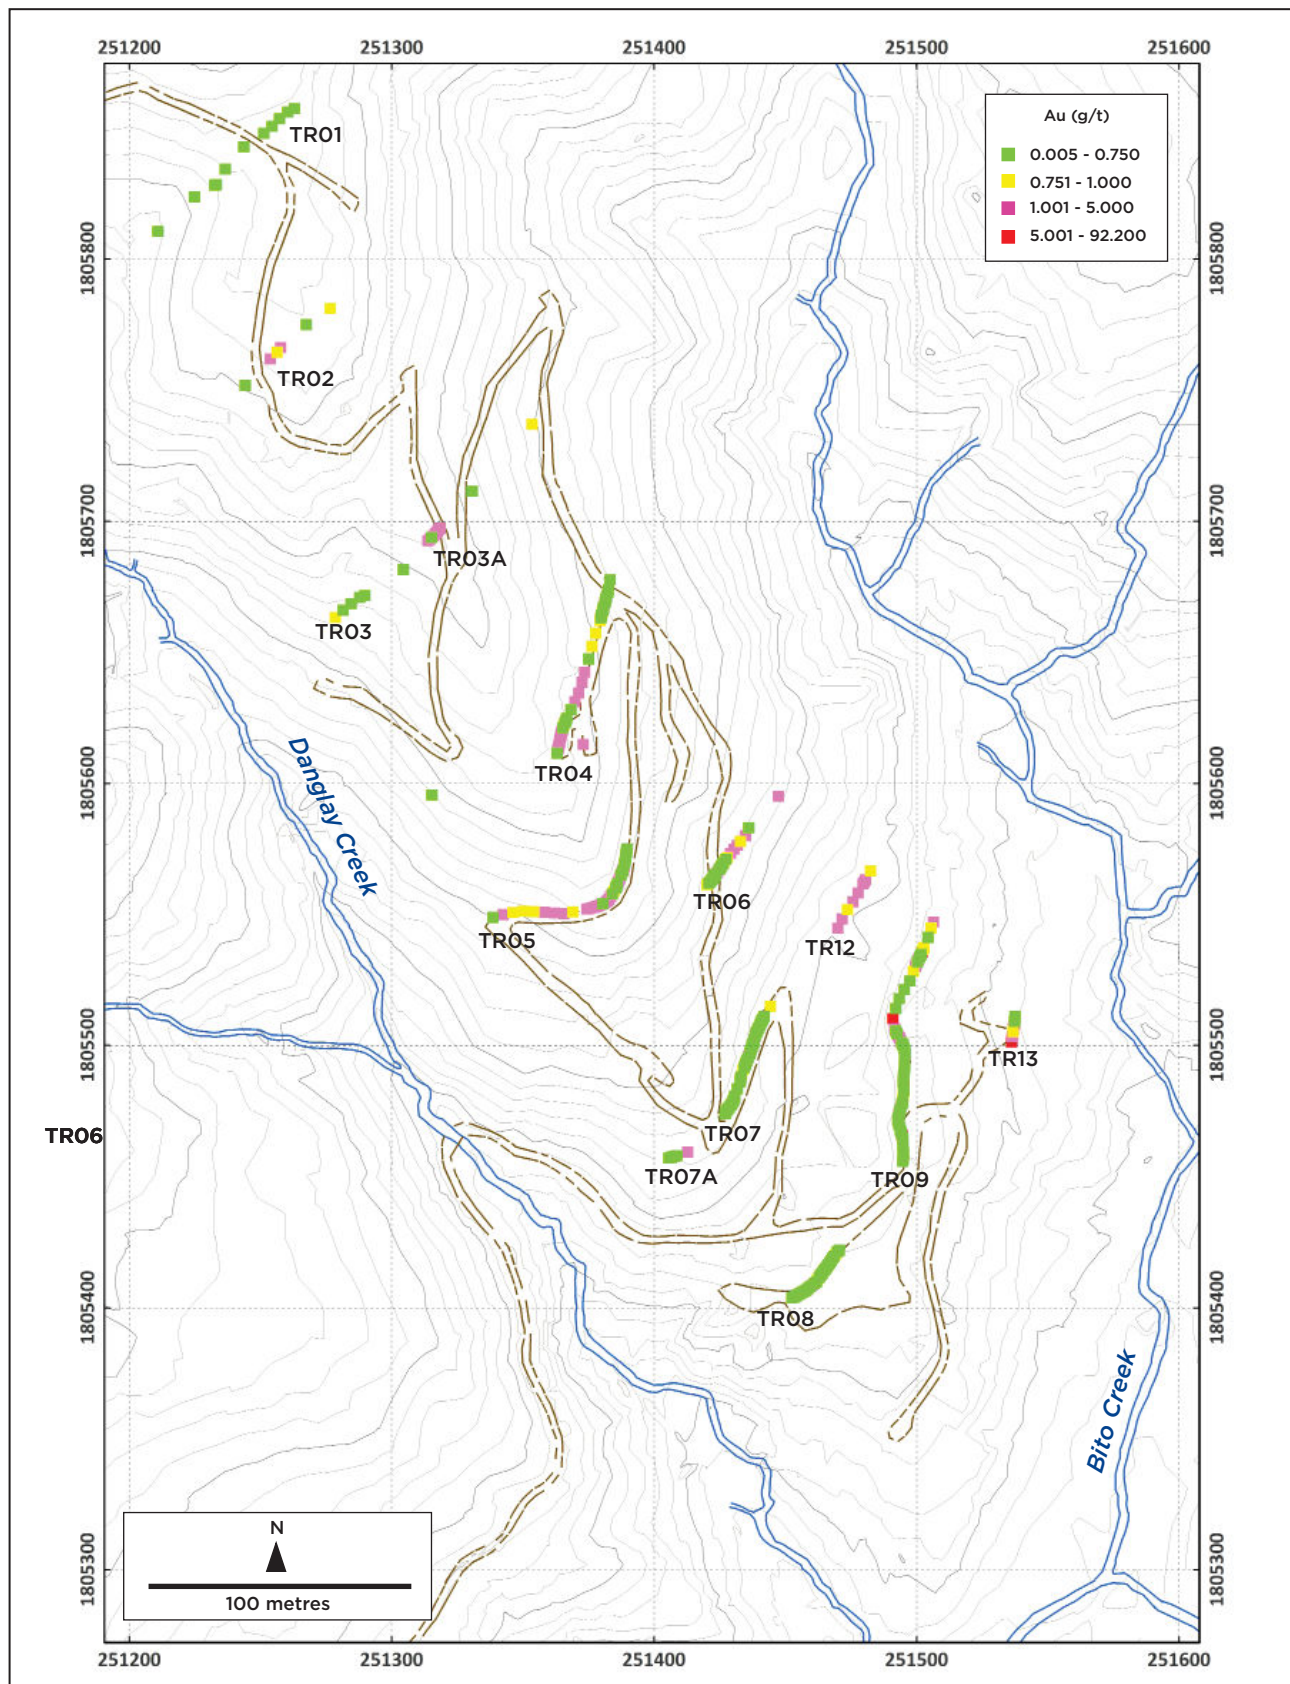 251200 251300 251400 251500 251600
Au (g/t)
0.005 - 0.750
0.751 - 1.000
1.001 - 5.000
5.001 - 92.200
TR01
1805800 1805800
TR02
1805700 1805700
TR03A
TR03
TR04
1805600 1805600
Danglay Creek
TR06
TR05
TR12
1805500 1805500
TR13
TR07
TR06
TR07A
TR09
1805400 1805400
TR08
Bito Creek
N
100 metres
1805300 1805300
251200 251300 251400 251500 251600